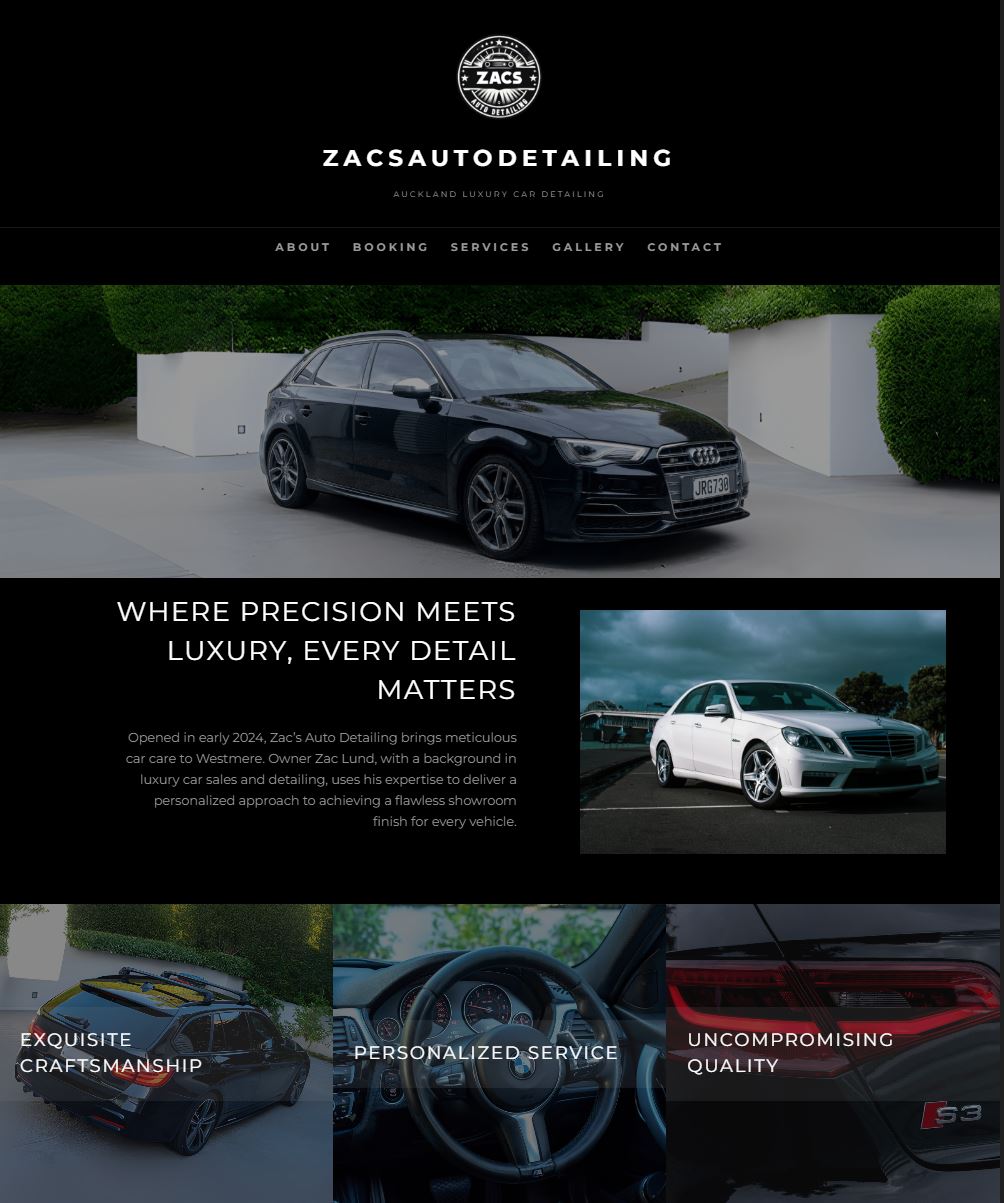 ZACS
AUTO DETAILING
ZACSAUTODETAILING
AUCKLAND LUXURY CAR DETAILING
ABOUT BOOKING SERVICES GALLERY CONTACT
JRG730
WHERE PRECISION MEETS
LUXURY, EVERY DETAIL
MATTERS
Opened in early 2024, Zac's Auto Detailing brings meticulous
car care to Westmere. Owner Zac Lund, with a background in
luxury car sales and detailing, uses his expertise to deliver a
personalized approach to achieving a flawless showroom
finish for every vehicle.
EXQUISITE
CRAFTSMANSHIP
PERSONALIZED SERVICE
UNCOMPROMISING
QUALITY
S3